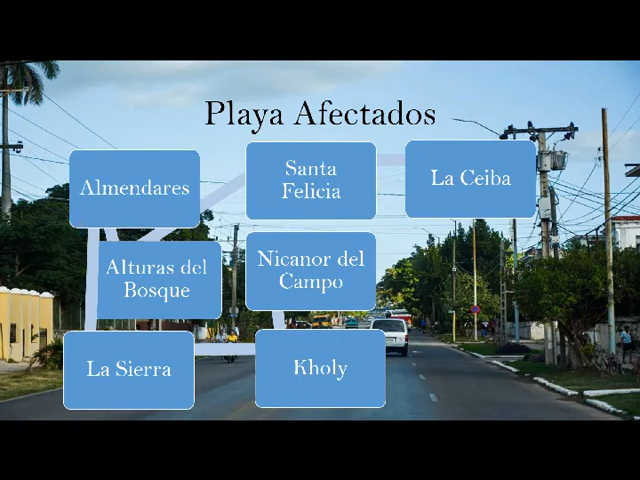 Playa Afectados
Almendares
Santa
Felicia
La Ceiba
Alturas del
Bosque
Nicanor del
Campo
La Sierra
Kholy